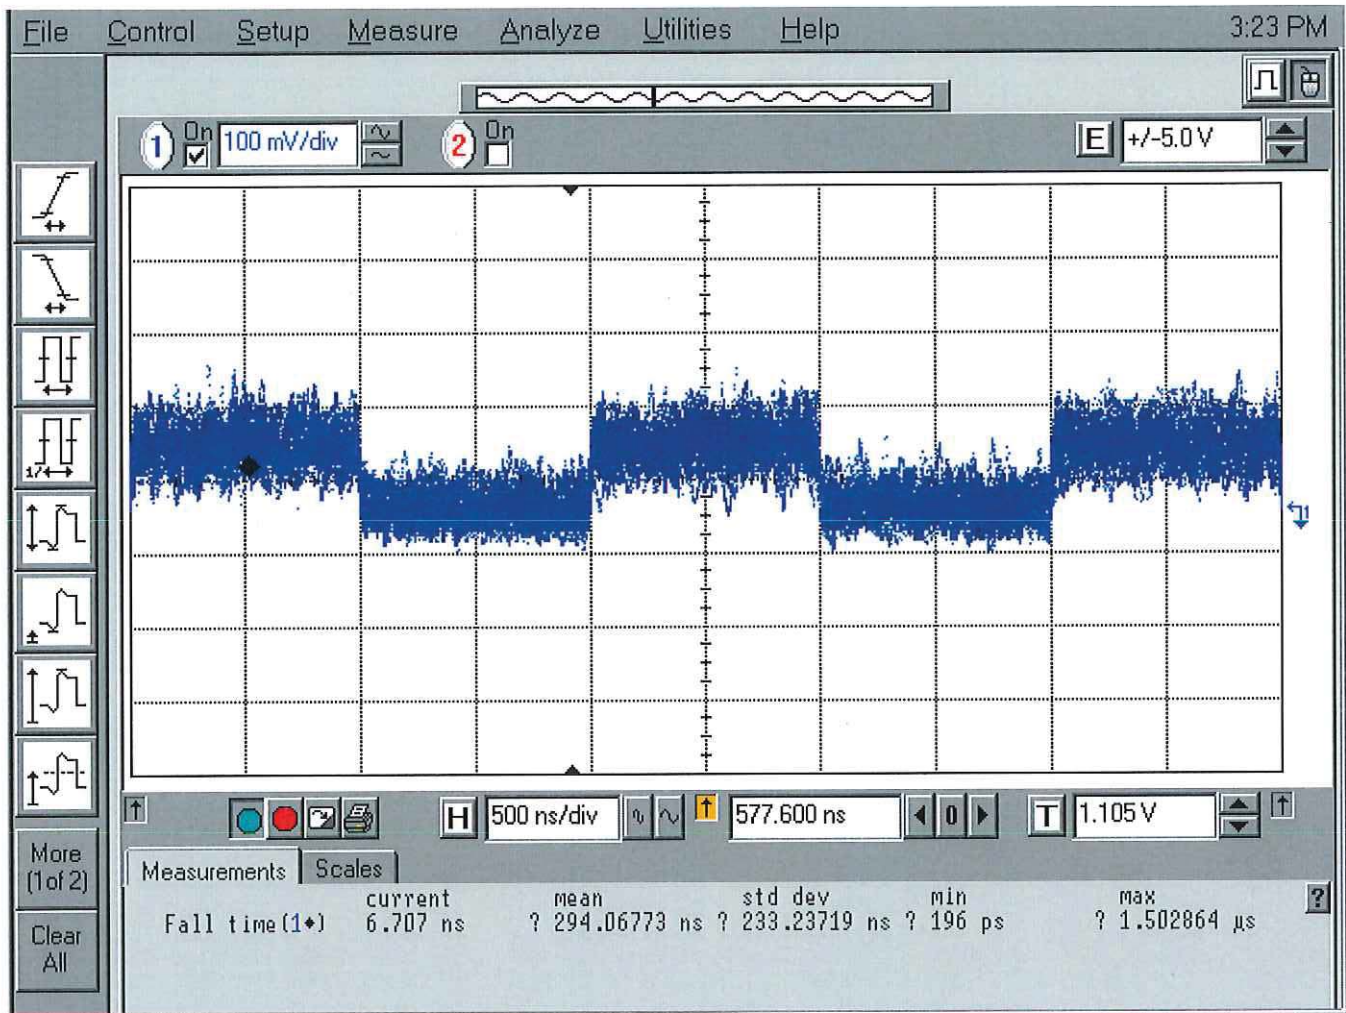 File Control Setup Measure Analyze Utilities Help 3:23 PM
1 On 100 mV/div 2 On E +/-5.0 V
1/
1
H 500 ns/div 577.600 ns 0 T 1.105 V
More
(1 of 2)
Clear
All
Measurements Scales
current mean std dev min max ?
Fall time(1♦) 6.707 ns ? 294.06773 ns ? 233.23719 ns ? 196 ps ? 1.502864 µs